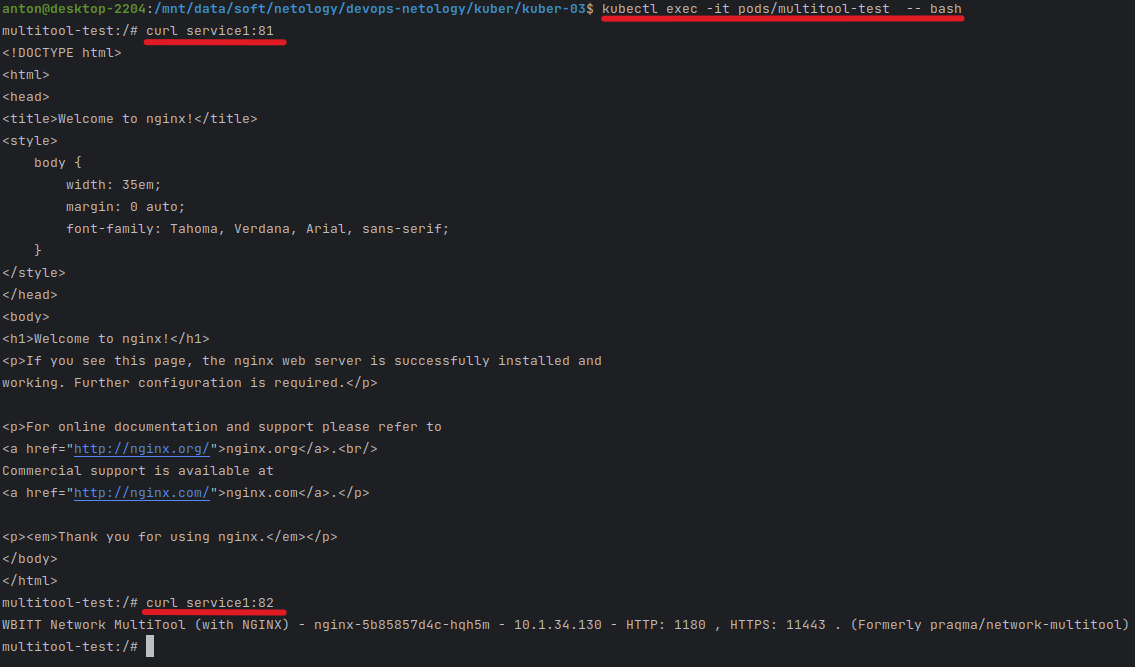 anton@desktop-2204:/mnt/data/soft/netology/devops-netology/kuber/kuber-03$ kubectl exec -it pods/multitool-test  -- bash
multitool-test:/# curl service1:81
<!DOCTYPE html>
<html>
<head>
<title>Welcome to nginx!</title>
<style>
    body {
        width: 35em;
        margin: 0 auto;
        font-family: Tahoma, Verdana, Arial, sans-serif;
    }
</style>
</head>
<body>
<h1>Welcome to nginx!</h1>
<p>If you see this page, the nginx web server is successfully installed and
working. Further configuration is required.</p>

<p>For online documentation and support please refer to
<a href="http://nginx.org/">nginx.org</a>.<br/>
Commercial support is available at
<a href="http://nginx.com/">nginx.com</a>.</p>

<p><em>Thank you for using nginx.</em></p>
</body>
</html>
multitool-test:/# curl service1:82
WBITT Network MultiTool (with NGINX) - nginx-5b85857d4c-hqh5m - 10.1.34.130 - HTTP: 1180 , HTTPS: 11443 . (Formerly praqma/network-multitool)
multitool-test:/#